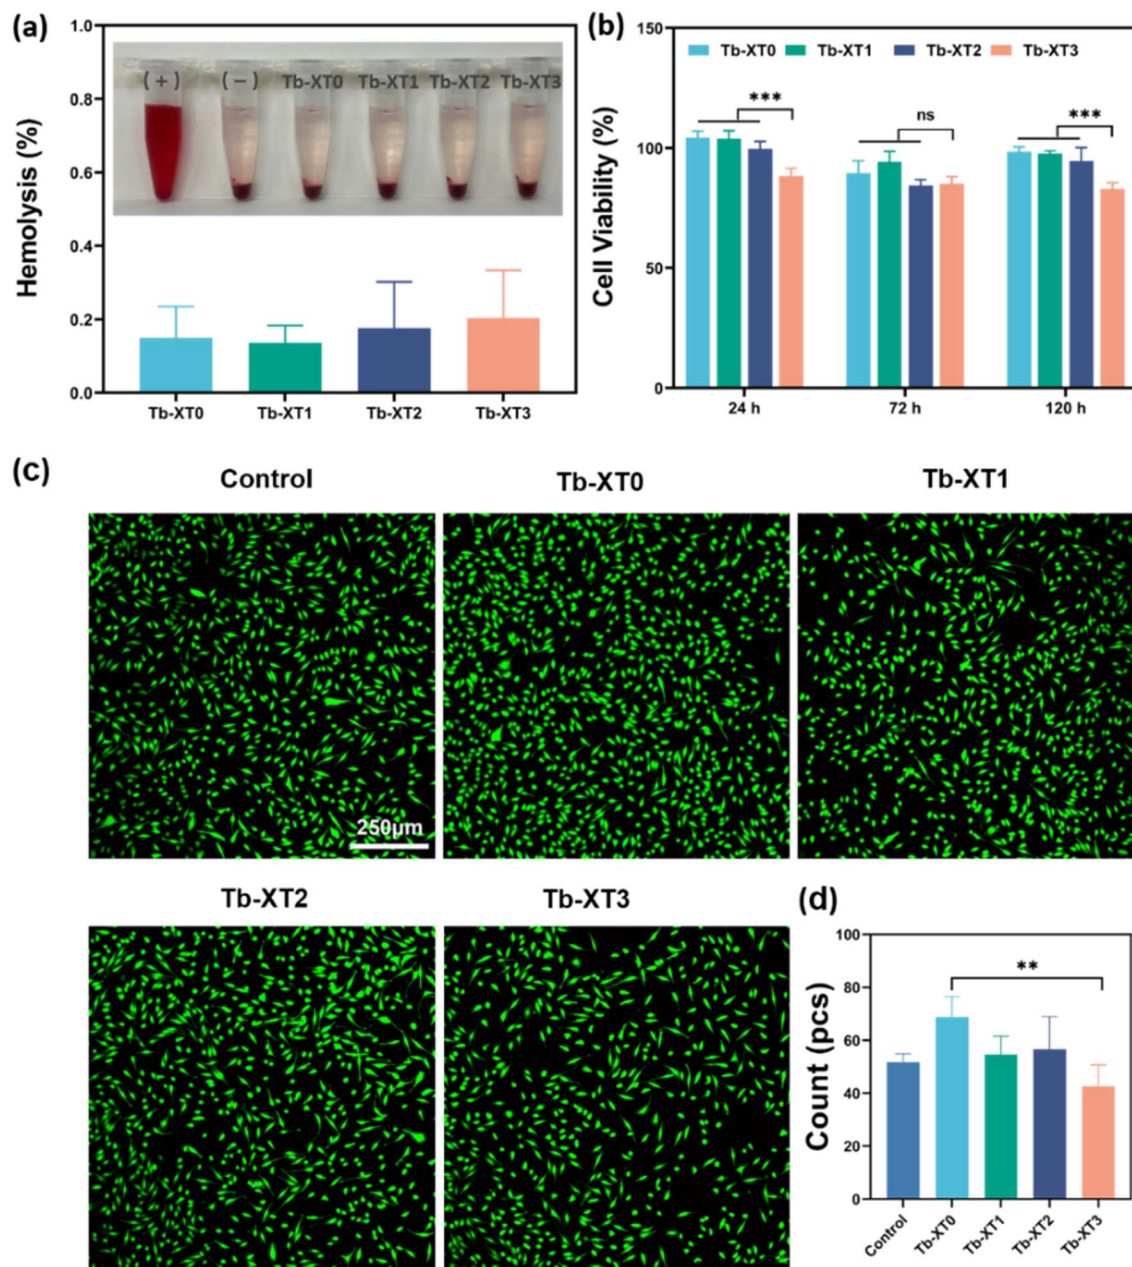 (a)
1.0
0.8
0.6
0.4
0.2
0.0
Hemolysis (%)
(+) (−) Tb-XT0 Tb-XT1 Tb-XT2 Tb-XT3
Tb-XT0 Tb-XT1 Tb-XT2 Tb-XT3
(b)
150
100
50
0
Cell Viability (%)
Tb-XT0 Tb-XT1 Tb-XT2 Tb-XT3
*** ns ***
24 h 72 h 120 h
(c)
Control Tb-XT0 Tb-XT1
250μm
Tb-XT2 Tb-XT3
(d)
100
80
60
40
20
0
Count (pcs)
**
Control Tb-XT0 Tb-XT1 Tb-XT2 Tb-XT3